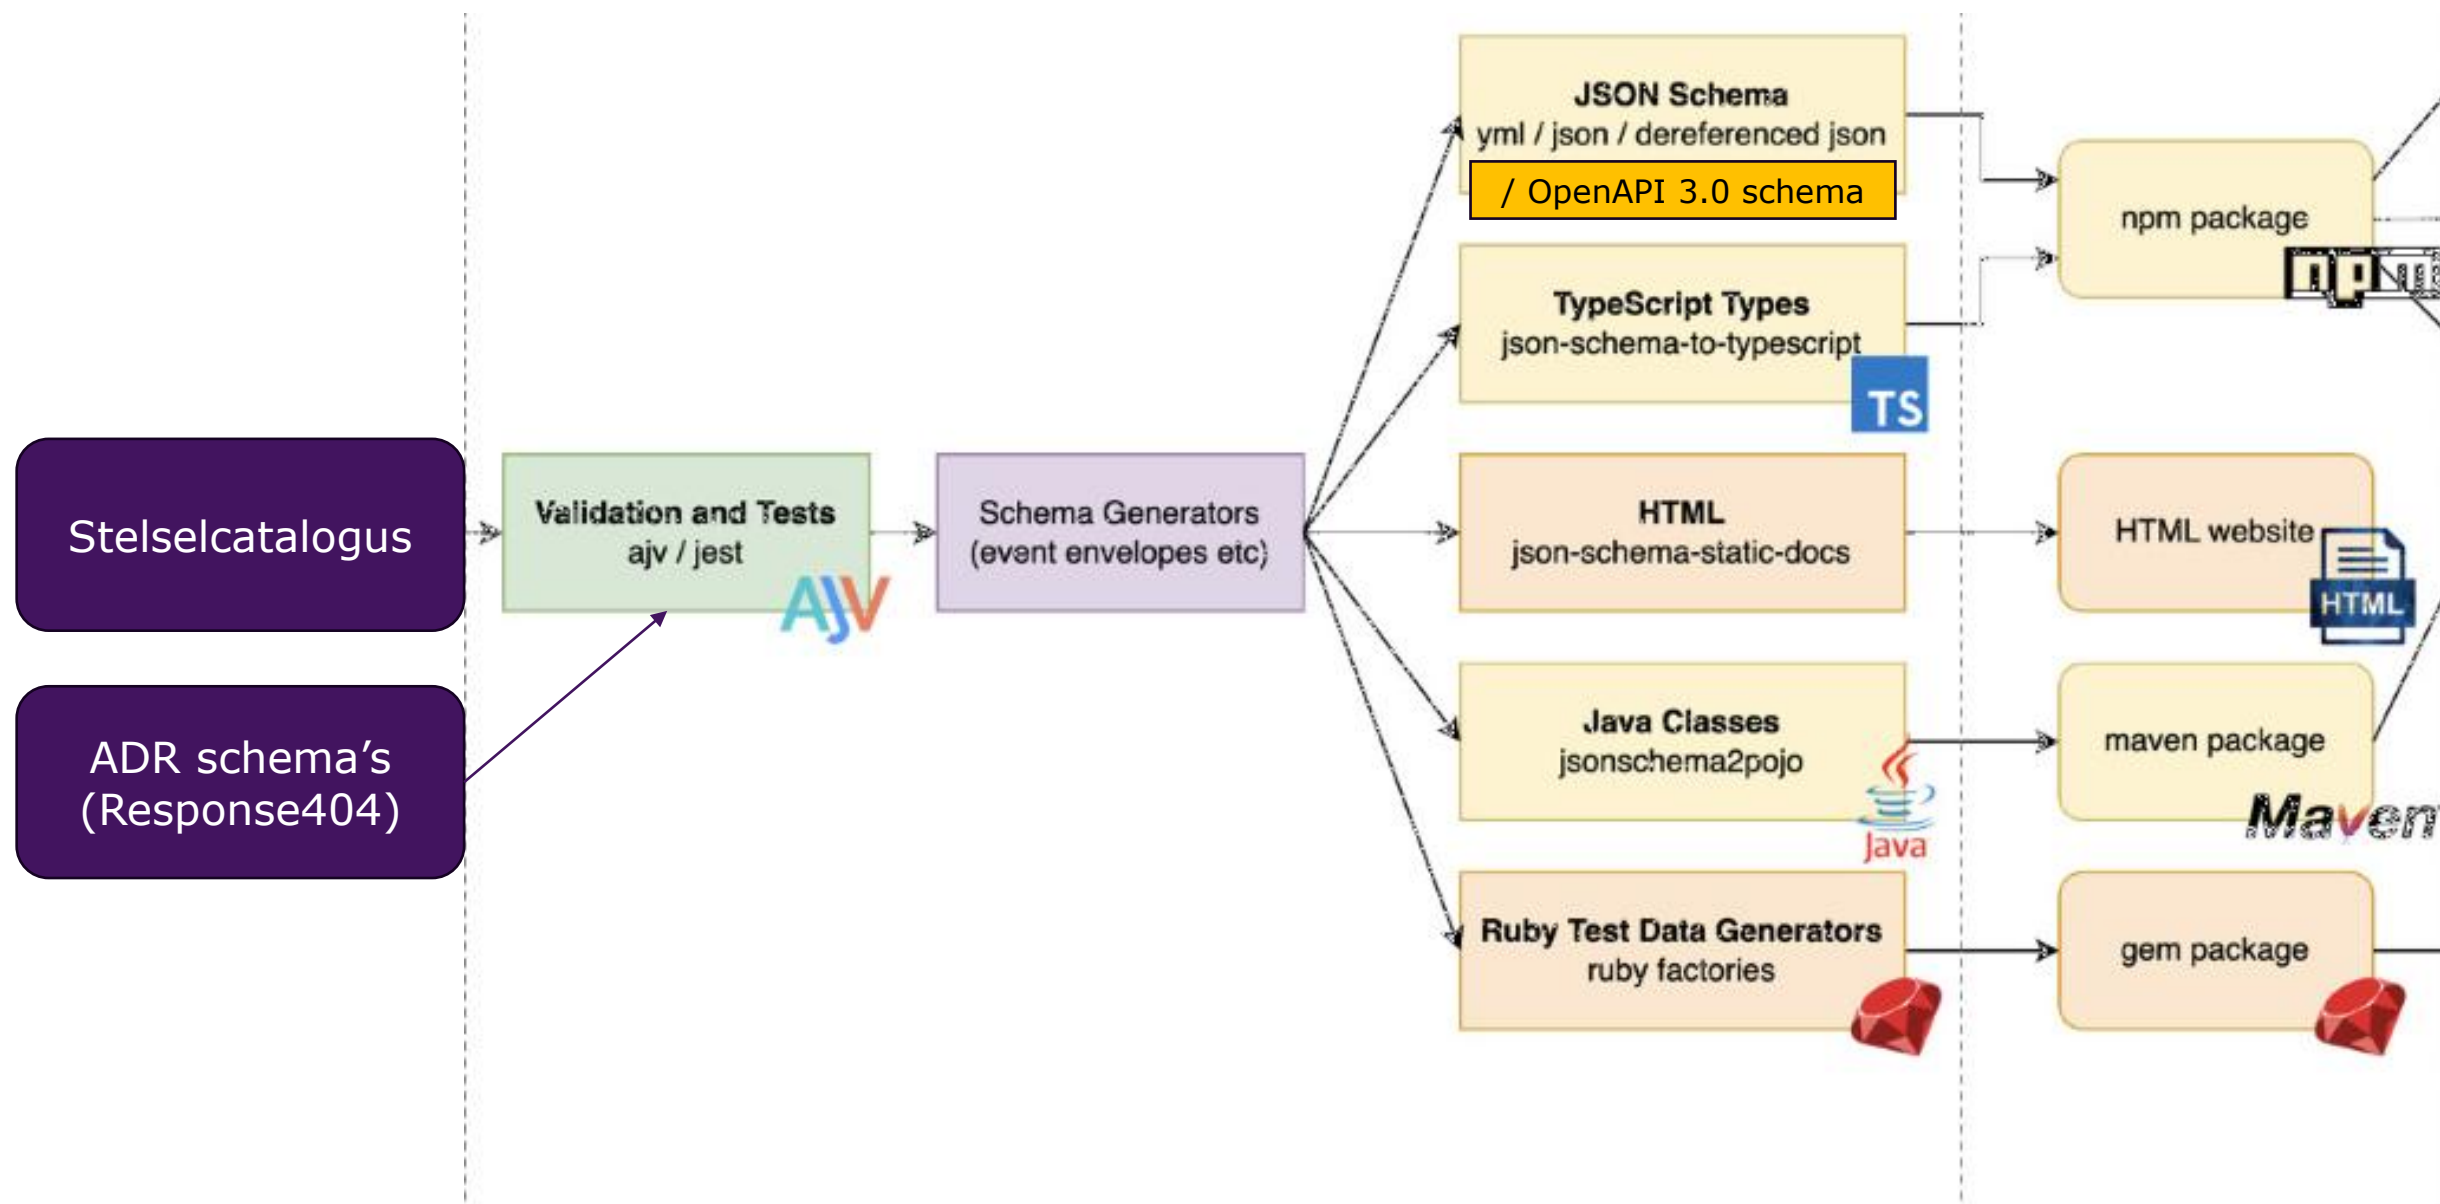 Stelselcatalogus
ADR schema’s
(Response404)
Validation and Tests
ajv / jest
AJV
Schema Generators
(event envelopes etc)
JSON Schema
yml / json / dereferenced json
/ OpenAPI 3.0 schema
TypeScript Types
json-schema-to-typescript
TS
HTML
json-schema-static-docs
Java Classes
jsonschema2pojo
Java
Ruby Test Data Generators
ruby factories
npm package
npm
HTML website
HTML
maven package
Maven
gem package